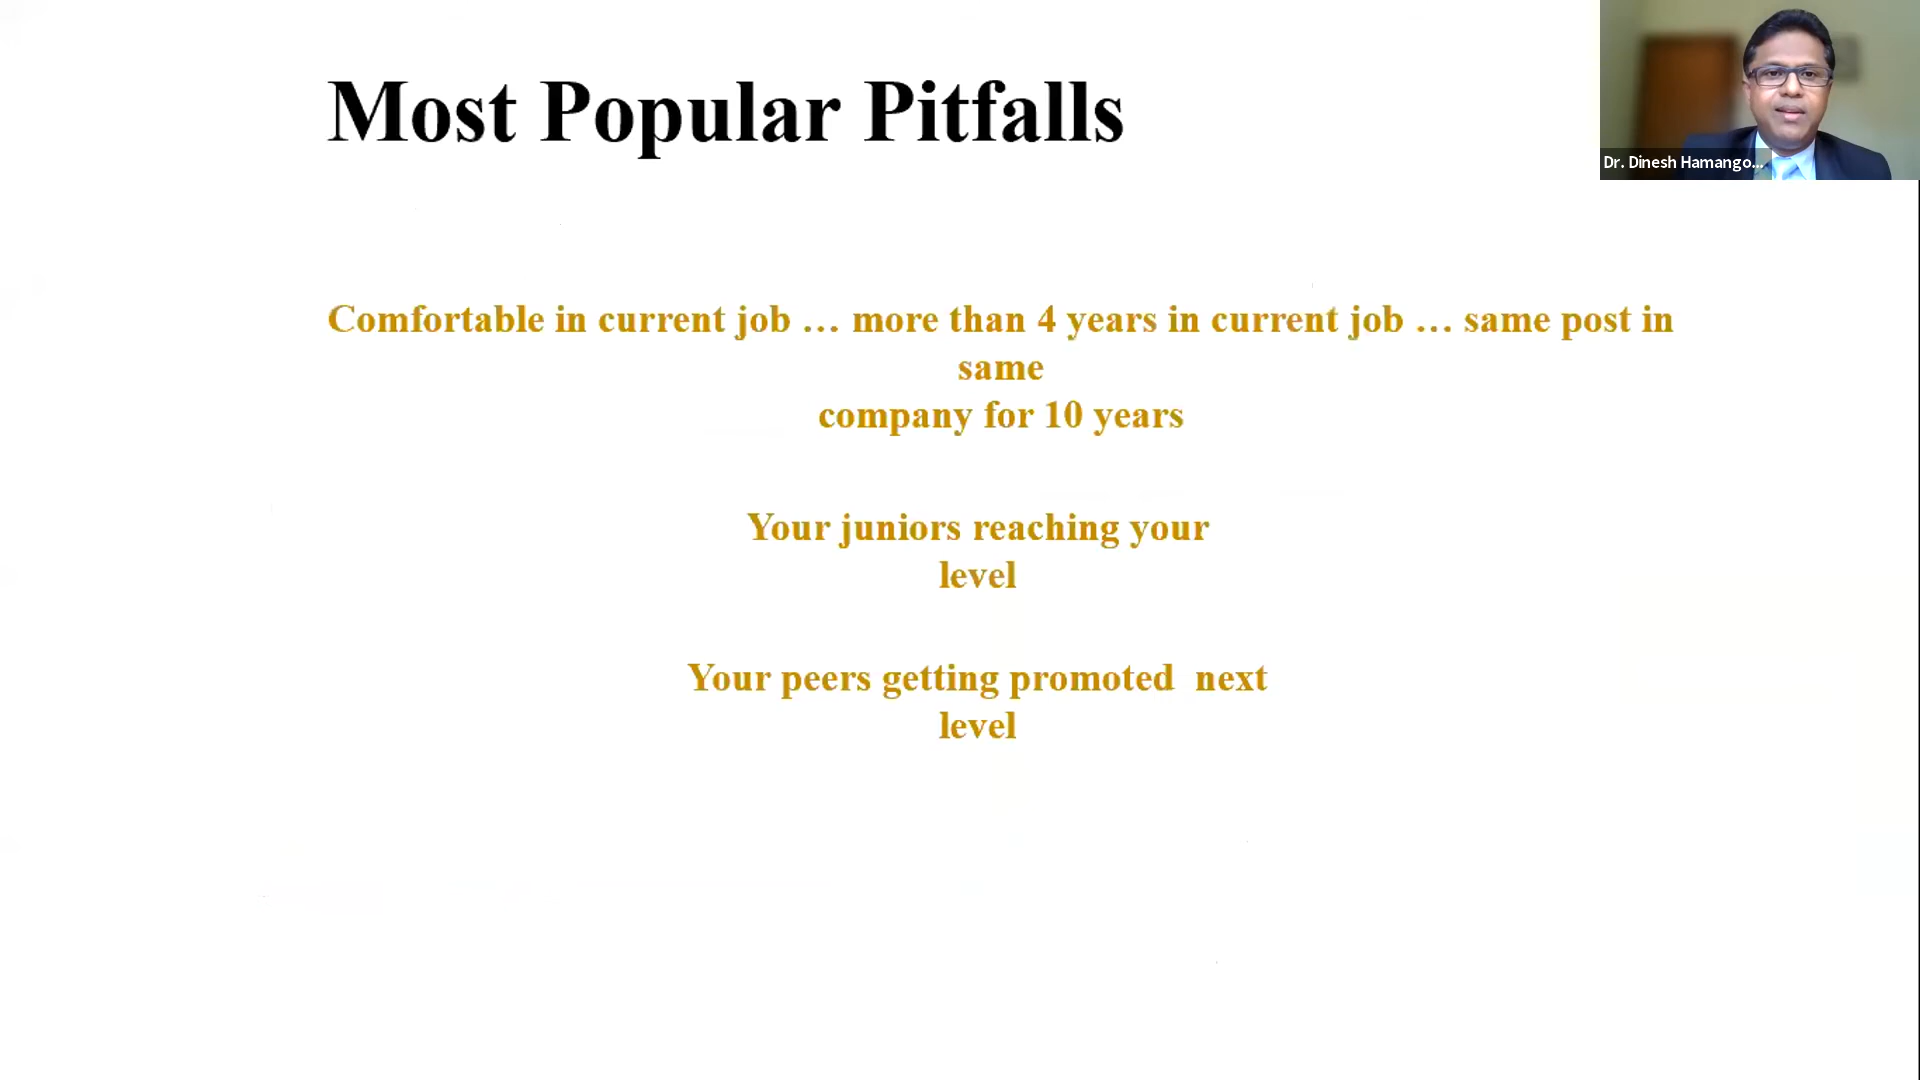 Most Popular Pitfalls
Dr. Dinesh Hamango...
Comfortable in current job … more than 4 years in current job … same post in
same
company for 10 years
Your juniors reaching your
level
Your peers getting promoted  next
level